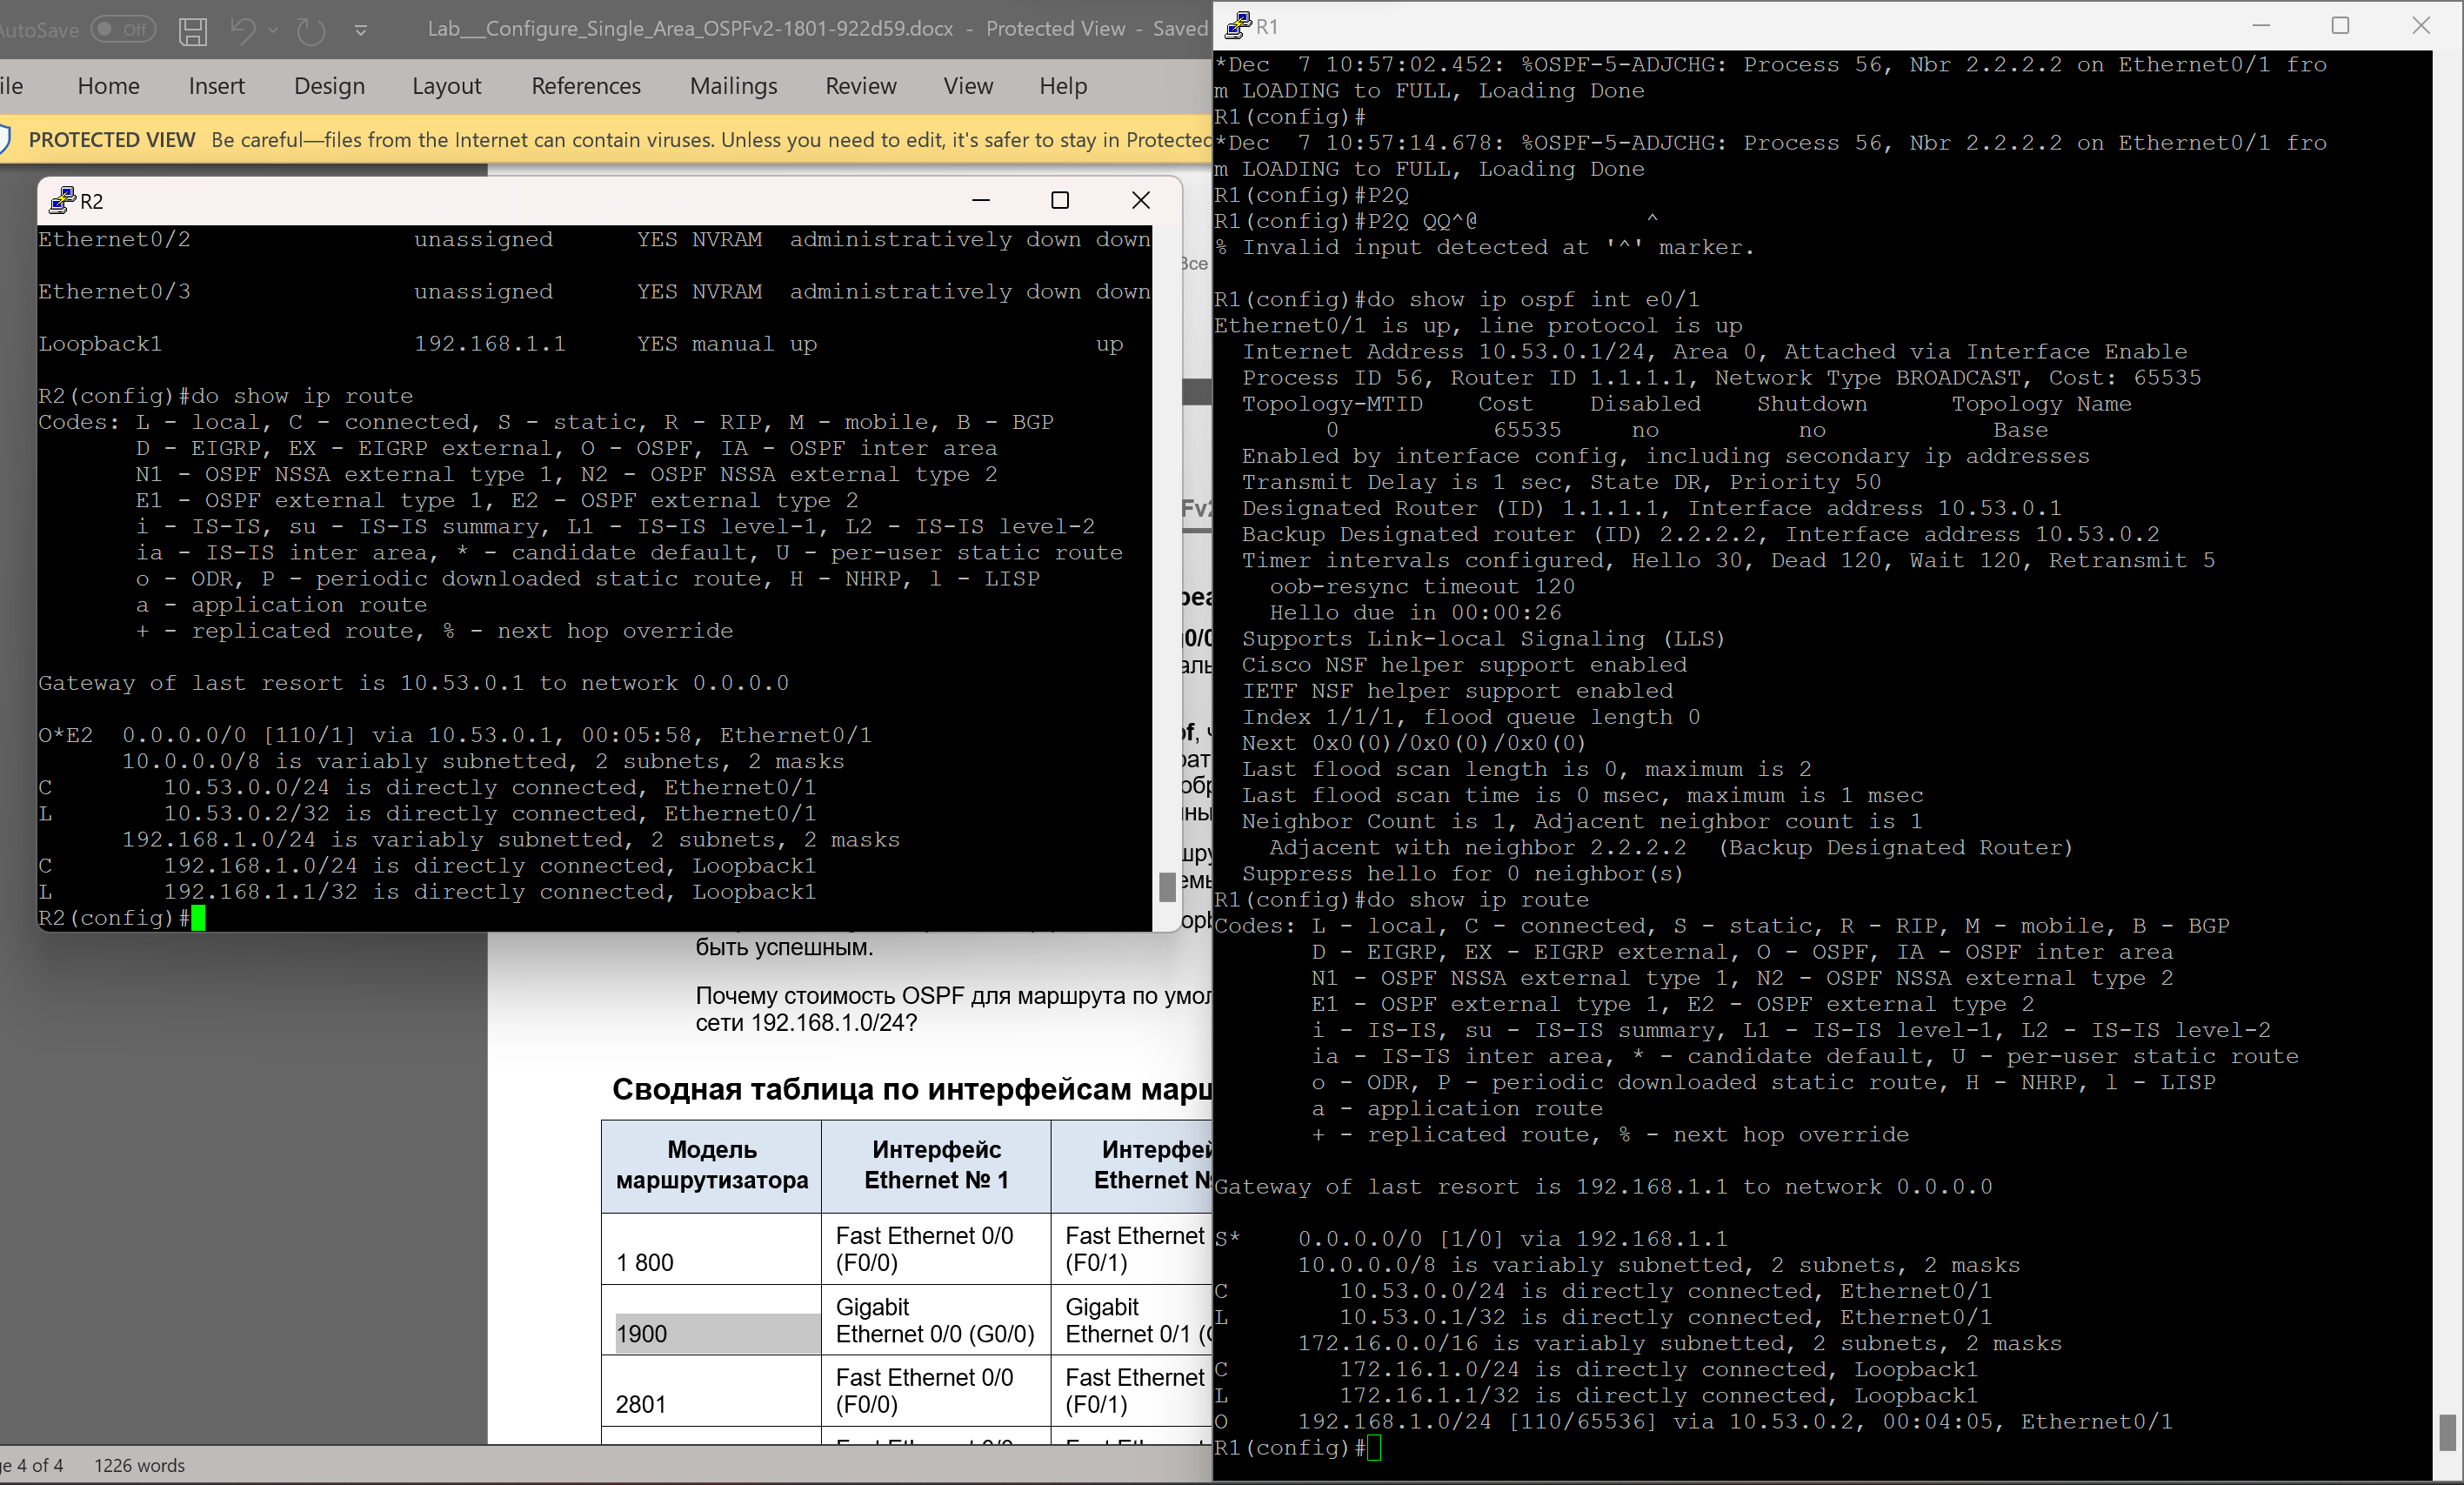 AutoSave Off Lab__Configure_Single_Area_OSPFv2-1801-922d59.docx - Protected View - Saved
Home Insert Design Layout References Mailings Review View Help
PROTECTED VIEW Be careful—files from the Internet can contain viruses. Unless you need to edit, it's safer to stay in Protected
R2
Ethernet0/2 unassigned YES NVRAM administratively down down
Ethernet0/3 unassigned YES NVRAM administratively down down
Loopback1 192.168.1.1 YES manual up up
R2(config)#do show ip route
Codes: L - local, C - connected, S - static, R - RIP, M - mobile, B - BGP
D - EIGRP, EX - EIGRP external, O - OSPF, IA - OSPF inter area
N1 - OSPF NSSA external type 1, N2 - OSPF NSSA external type 2
E1 - OSPF external type 1, E2 - OSPF external type 2
i - IS-IS, su - IS-IS summary, L1 - IS-IS level-1, L2 - IS-IS level-2
ia - IS-IS inter area, * - candidate default, U - per-user static route
o - ODR, P - periodic downloaded static route, H - NHRP, l - LISP
a - application route
+ - replicated route, % - next hop override
Gateway of last resort is 10.53.0.1 to network 0.0.0.0
O*E2 0.0.0.0/0 [110/1] via 10.53.0.1, 00:05:58, Ethernet0/1
10.0.0.0/8 is variably subnetted, 2 subnets, 2 masks
C 10.53.0.0/24 is directly connected, Ethernet0/1
L 10.53.0.2/32 is directly connected, Ethernet0/1
192.168.1.0/24 is variably subnetted, 2 subnets, 2 masks
C 192.168.1.0/24 is directly connected, Loopback1
L 192.168.1.1/32 is directly connected, Loopback1
R2(config)#
Все
быть успешным.
Почему стоимость OSPF для маршрута по умол
сети 192.168.1.0/24?
Сводная таблица по интерфейсам марш
Модель маршрутизатора
Интерфейс Ethernet № 1
Интерфей Ethernet №
1 800
Fast Ethernet 0/0 (F0/0)
Fast Ethernet (F0/1)
1900
Gigabit Ethernet 0/0 (G0/0)
Gigabit Ethernet 0/1 (
2801
Fast Ethernet 0/0 (F0/0)
Fast Ethernet (F0/1)
4 of 4 1226 words
R1
*Dec 7 10:57:02.452: %OSPF-5-ADJCHG: Process 56, Nbr 2.2.2.2 on Ethernet0/1 fro
m LOADING to FULL, Loading Done
R1(config)#
*Dec 7 10:57:14.678: %OSPF-5-ADJCHG: Process 56, Nbr 2.2.2.2 on Ethernet0/1 fro
m LOADING to FULL, Loading Done
R1(config)#P2Q
R1(config)#P2Q QQ^@ ^
% Invalid input detected at '^' marker.
R1(config)#do show ip ospf int e0/1
Ethernet0/1 is up, line protocol is up
Internet Address 10.53.0.1/24, Area 0, Attached via Interface Enable
Process ID 56, Router ID 1.1.1.1, Network Type BROADCAST, Cost: 65535
Topology-MTID Cost Disabled Shutdown Topology Name
0 65535 no no Base
Enabled by interface config, including secondary ip addresses
Transmit Delay is 1 sec, State DR, Priority 50
Designated Router (ID) 1.1.1.1, Interface address 10.53.0.1
Backup Designated router (ID) 2.2.2.2, Interface address 10.53.0.2
Timer intervals configured, Hello 30, Dead 120, Wait 120, Retransmit 5
oob-resync timeout 120
Hello due in 00:00:26
Supports Link-local Signaling (LLS)
Cisco NSF helper support enabled
IETF NSF helper support enabled
Index 1/1/1, flood queue length 0
Next 0x0(0)/0x0(0)/0x0(0)
Last flood scan length is 0, maximum is 2
Last flood scan time is 0 msec, maximum is 1 msec
Neighbor Count is 1, Adjacent neighbor count is 1
Adjacent with neighbor 2.2.2.2 (Backup Designated Router)
Suppress hello for 0 neighbor(s)
R1(config)#do show ip route
Codes: L - local, C - connected, S - static, R - RIP, M - mobile, B - BGP
D - EIGRP, EX - EIGRP external, O - OSPF, IA - OSPF inter area
N1 - OSPF NSSA external type 1, N2 - OSPF NSSA external type 2
E1 - OSPF external type 1, E2 - OSPF external type 2
i - IS-IS, su - IS-IS summary, L1 - IS-IS level-1, L2 - IS-IS level-2
ia - IS-IS inter area, * - candidate default, U - per-user static route
o - ODR, P - periodic downloaded static route, H - NHRP, l - LISP
a - application route
+ - replicated route, % - next hop override
Gateway of last resort is 192.168.1.1 to network 0.0.0.0
S* 0.0.0.0/0 [1/0] via 192.168.1.1
10.0.0.0/8 is variably subnetted, 2 subnets, 2 masks
C 10.53.0.0/24 is directly connected, Ethernet0/1
L 10.53.0.1/32 is directly connected, Ethernet0/1
172.16.0.0/16 is variably subnetted, 2 subnets, 2 masks
C 172.16.1.0/24 is directly connected, Loopback1
L 172.16.1.1/32 is directly connected, Loopback1
O 192.168.1.0/24 [110/65536] via 10.53.0.2, 00:04:05, Ethernet0/1
R1(config)#